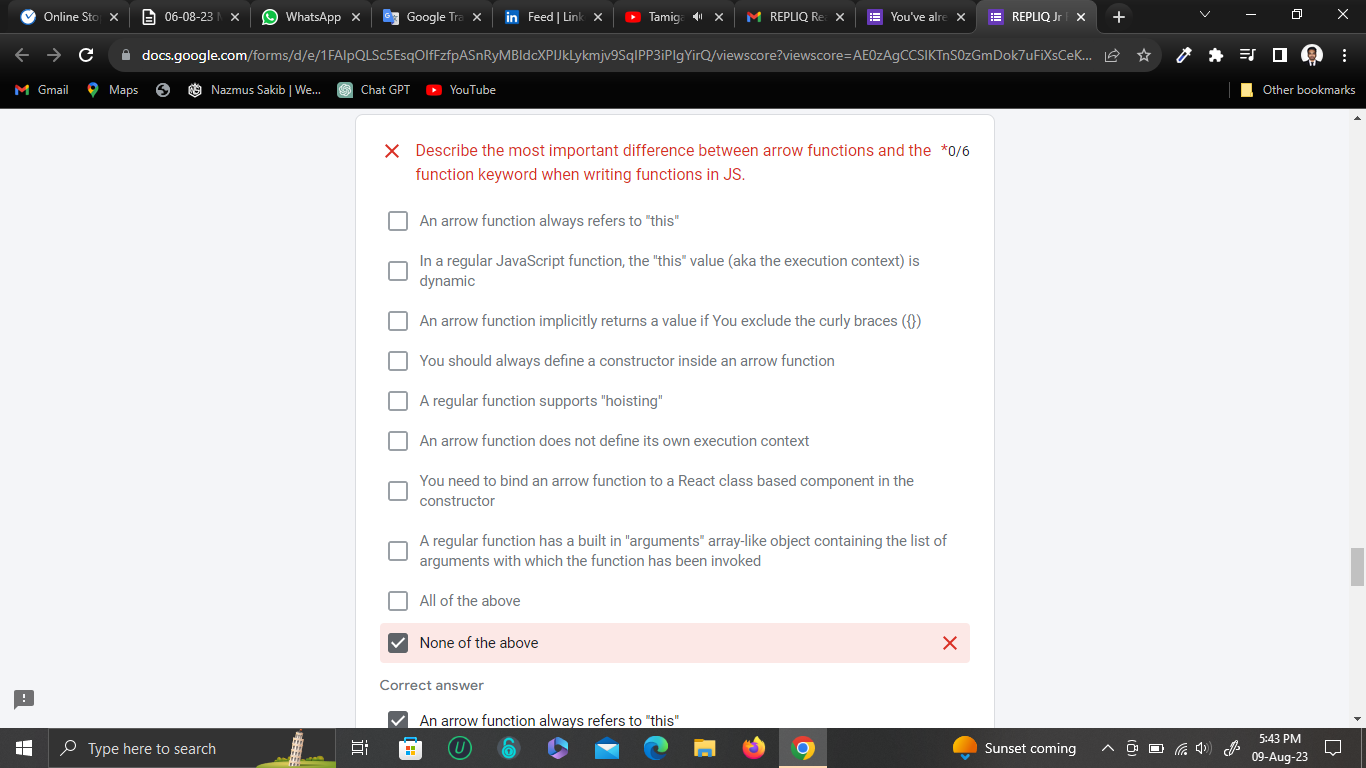 Online Sto
06-08-23
WhatsApp
Google Tra
Feed | Link
Tamiga
REPLIQ Rea
You've alre
REPLIQ Jr
docs.google.com/forms/d/e/1FAIpQLSc5EsqOIfFzfpASnRyMBIdcXPIJkLykmjv9SqIPP3iPIgYirQ/viewscore?viewscore=AE0zAgCCSIKTnS0zGmDok7uFiXsCeK...
Gmail
Maps
Nazmus Sakib | We...
Chat GPT
YouTube
Other bookmarks
Describe the most important difference between arrow functions and the *0/6
function keyword when writing functions in JS.
An arrow function always refers to "this"
In a regular JavaScript function, the "this" value (aka the execution context) is
dynamic
An arrow function implicitly returns a value if You exclude the curly braces ({})
You should always define a constructor inside an arrow function
A regular function supports "hoisting"
An arrow function does not define its own execution context
You need to bind an arrow function to a React class based component in the
constructor
A regular function has a built in "arguments" array-like object containing the list of
arguments with which the function has been invoked
All of the above
None of the above
Correct answer
An arrow function always refers to "this"
Type here to search
Sunset coming
5:43 PM
09-Aug-23